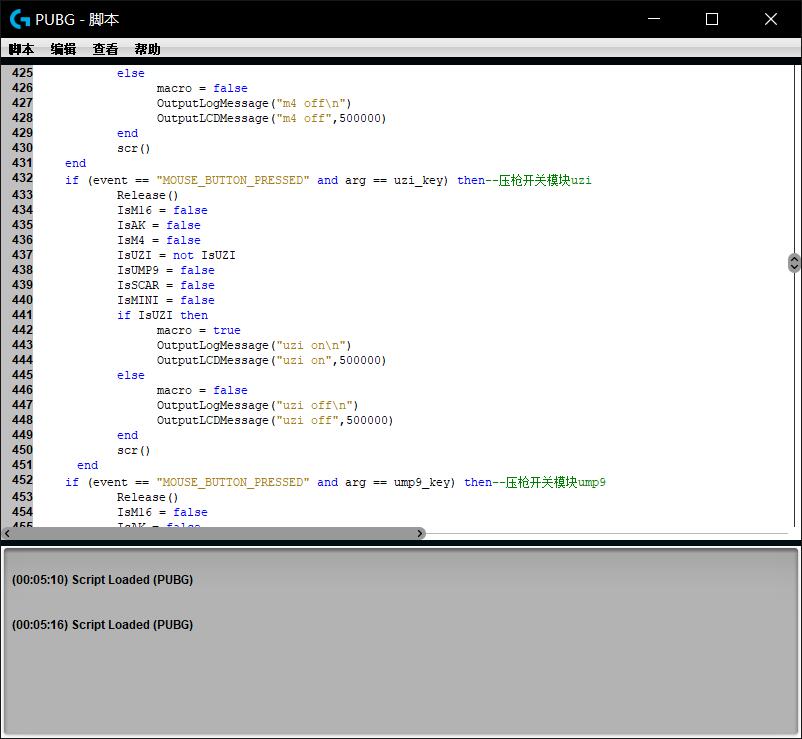 PUBG - 脚本
脚本 编辑 查看 帮助
425 else
426 macro = false
427 OutputLogMessage("m4 off\n")
428 OutputLCDMessage("m4 off",500000)
429 end
430 scr()
431 end
432 if (event == "MOUSE_BUTTON_PRESSED" and arg == uzi_key) then--压枪开关模块uzi
433 Release()
434 IsM16 = false
435 IsAK = false
436 IsM4 = false
437 IsUZI = not IsUZI
438 IsUMP9 = false
439 IsSCAR = false
440 IsMINI = false
441 if IsUZI then
442 macro = true
443 OutputLogMessage("uzi on\n")
444 OutputLCDMessage("uzi on",500000)
445 else
446 macro = false
447 OutputLogMessage("uzi off\n")
448 OutputLCDMessage("uzi off",500000)
449 end
450 scr()
451 end
452 if (event == "MOUSE_BUTTON_PRESSED" and arg == ump9_key) then--压枪开关模块ump9
453 Release()
454 IsM16 = false
455 IsAK = false
(00:05:10) Script Loaded (PUBG)
(00:05:16) Script Loaded (PUBG)